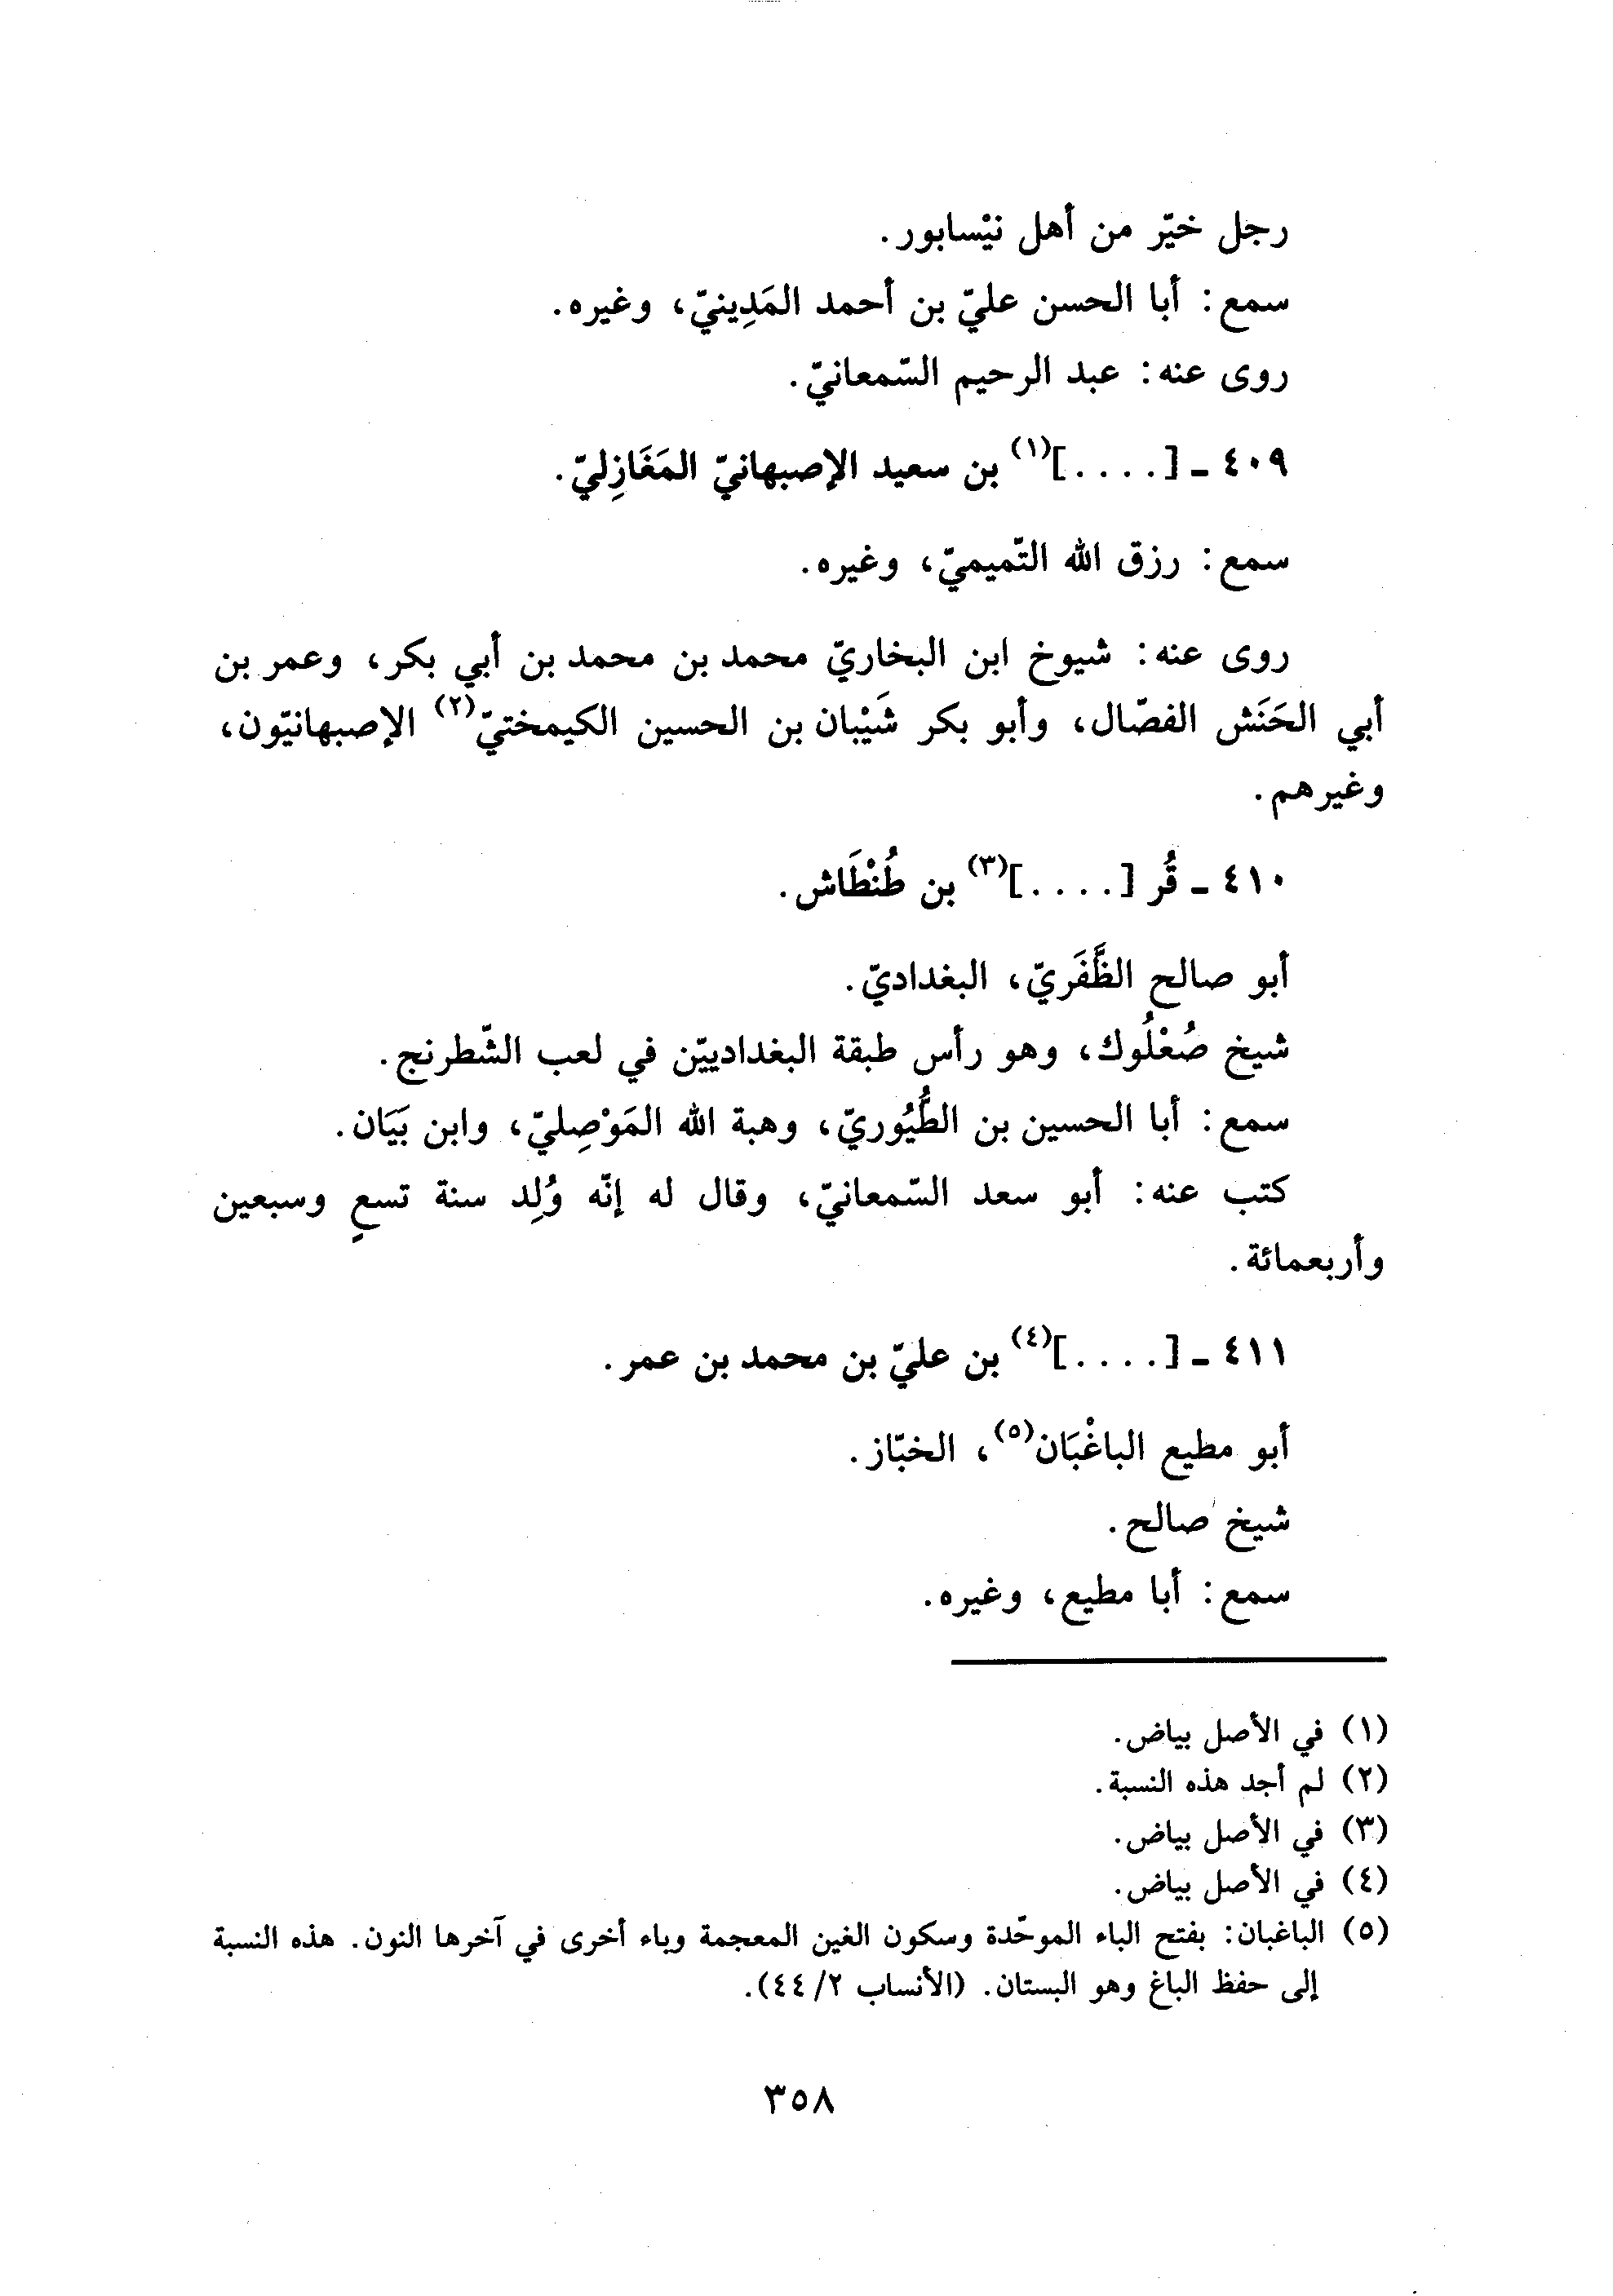 رجل خيّر من أهل نيْسابور.
سمع: أبا الحسن عليّ بن أحمد المَدِينيّ، وغيره.
روى عنه: عبد الرحيم السّمعانيّ.
٤٠٩ ـ [....](١) بن سعيد الإصبهانيّ المَغَازِليّ.
سمع: رزق الله التّميميّ، وغيره.
روى عنه: شيوخ ابن البخاريّ محمد بن محمد بن أبي بكر، وعمر بن
أبي الحَنَش الفصّال، وأبو بكر شَيْبان بن الحسين الكيمختيّ(٢) الإصبهانيّون،
وغيرهم.
٤١٠ ـ قُر [....](٣) بن طُنْطَاش.
أبو صالح الظَّفَريّ، البغداديّ.
شيخ صُعْلُوك، وهو رأس طبقة البغدادييّن في لعب الشّطرنج.
سمع: أبا الحسين بن الطُّيُوريّ، وهبة الله المَوْصِليّ، وابن بَيَان.
كتب عنه: أبو سعد السّمعانيّ، وقال له إنّه وُلِد سنة تسعٍ وسبعين
وأربعمائة.
٤١١ ـ [....](٤) بن عليّ بن محمد بن عمر.
أبو مطيع الباغْبَان(٥)، الخبّاز.
شيخ صالح.
سمع: أبا مطيع، وغيره.
(١) في الأصل بياض.
(٢) لم أجد هذه النسبة.
(٣) في الأصل بياض.
(٤) في الأصل بياض.
(٥) الباغبان: بفتح الباء الموحّدة وسكون الغين المعجمة وباء أخرى في آخرها النون. هذه النسبة
إلى حفظ الباغ وهو البستان. (الأنساب ٢/ ٤٤).
٣٥٨